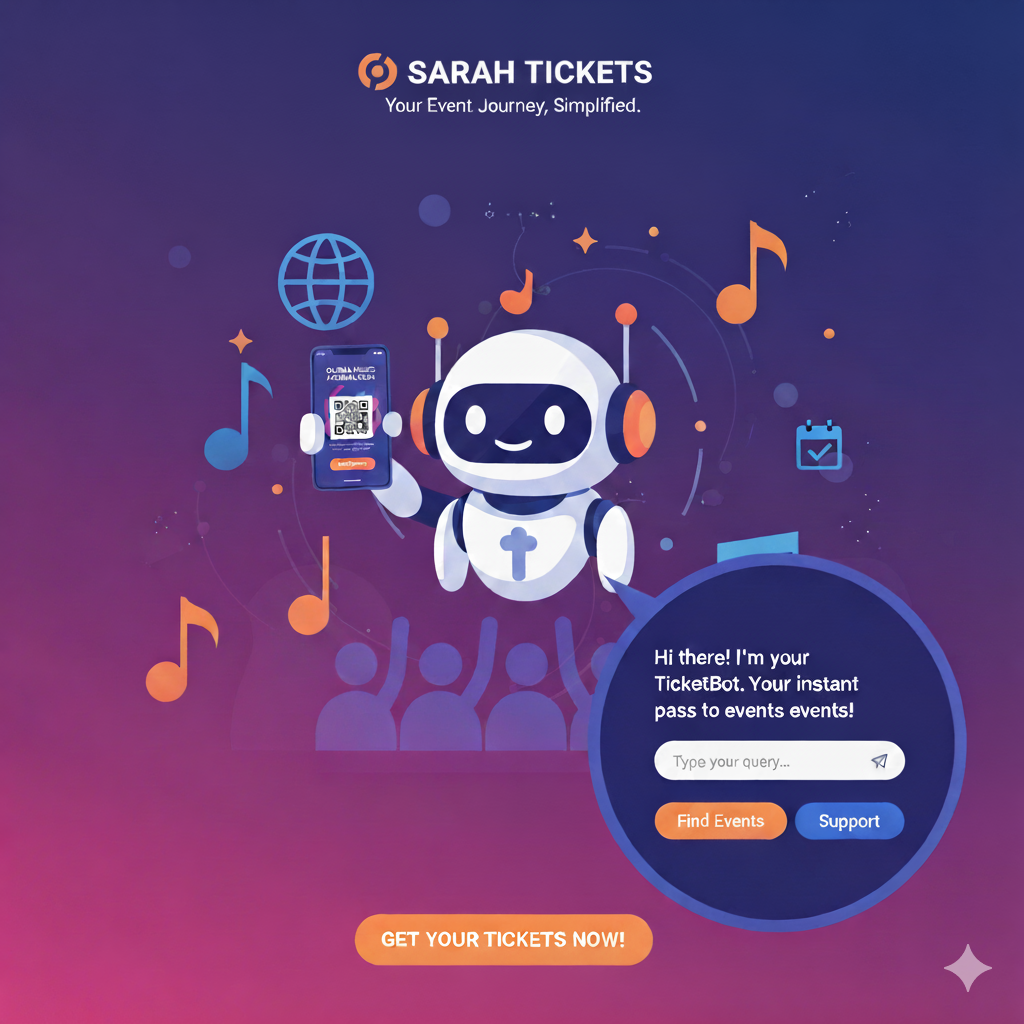 SARAH TICKETS
Your Event Journey, Simplified.
Hi there! I'm your
TicketBot. Your instant
pass to events events!
Type your query...
Find Events
Support
GET YOUR TICKETS NOW!